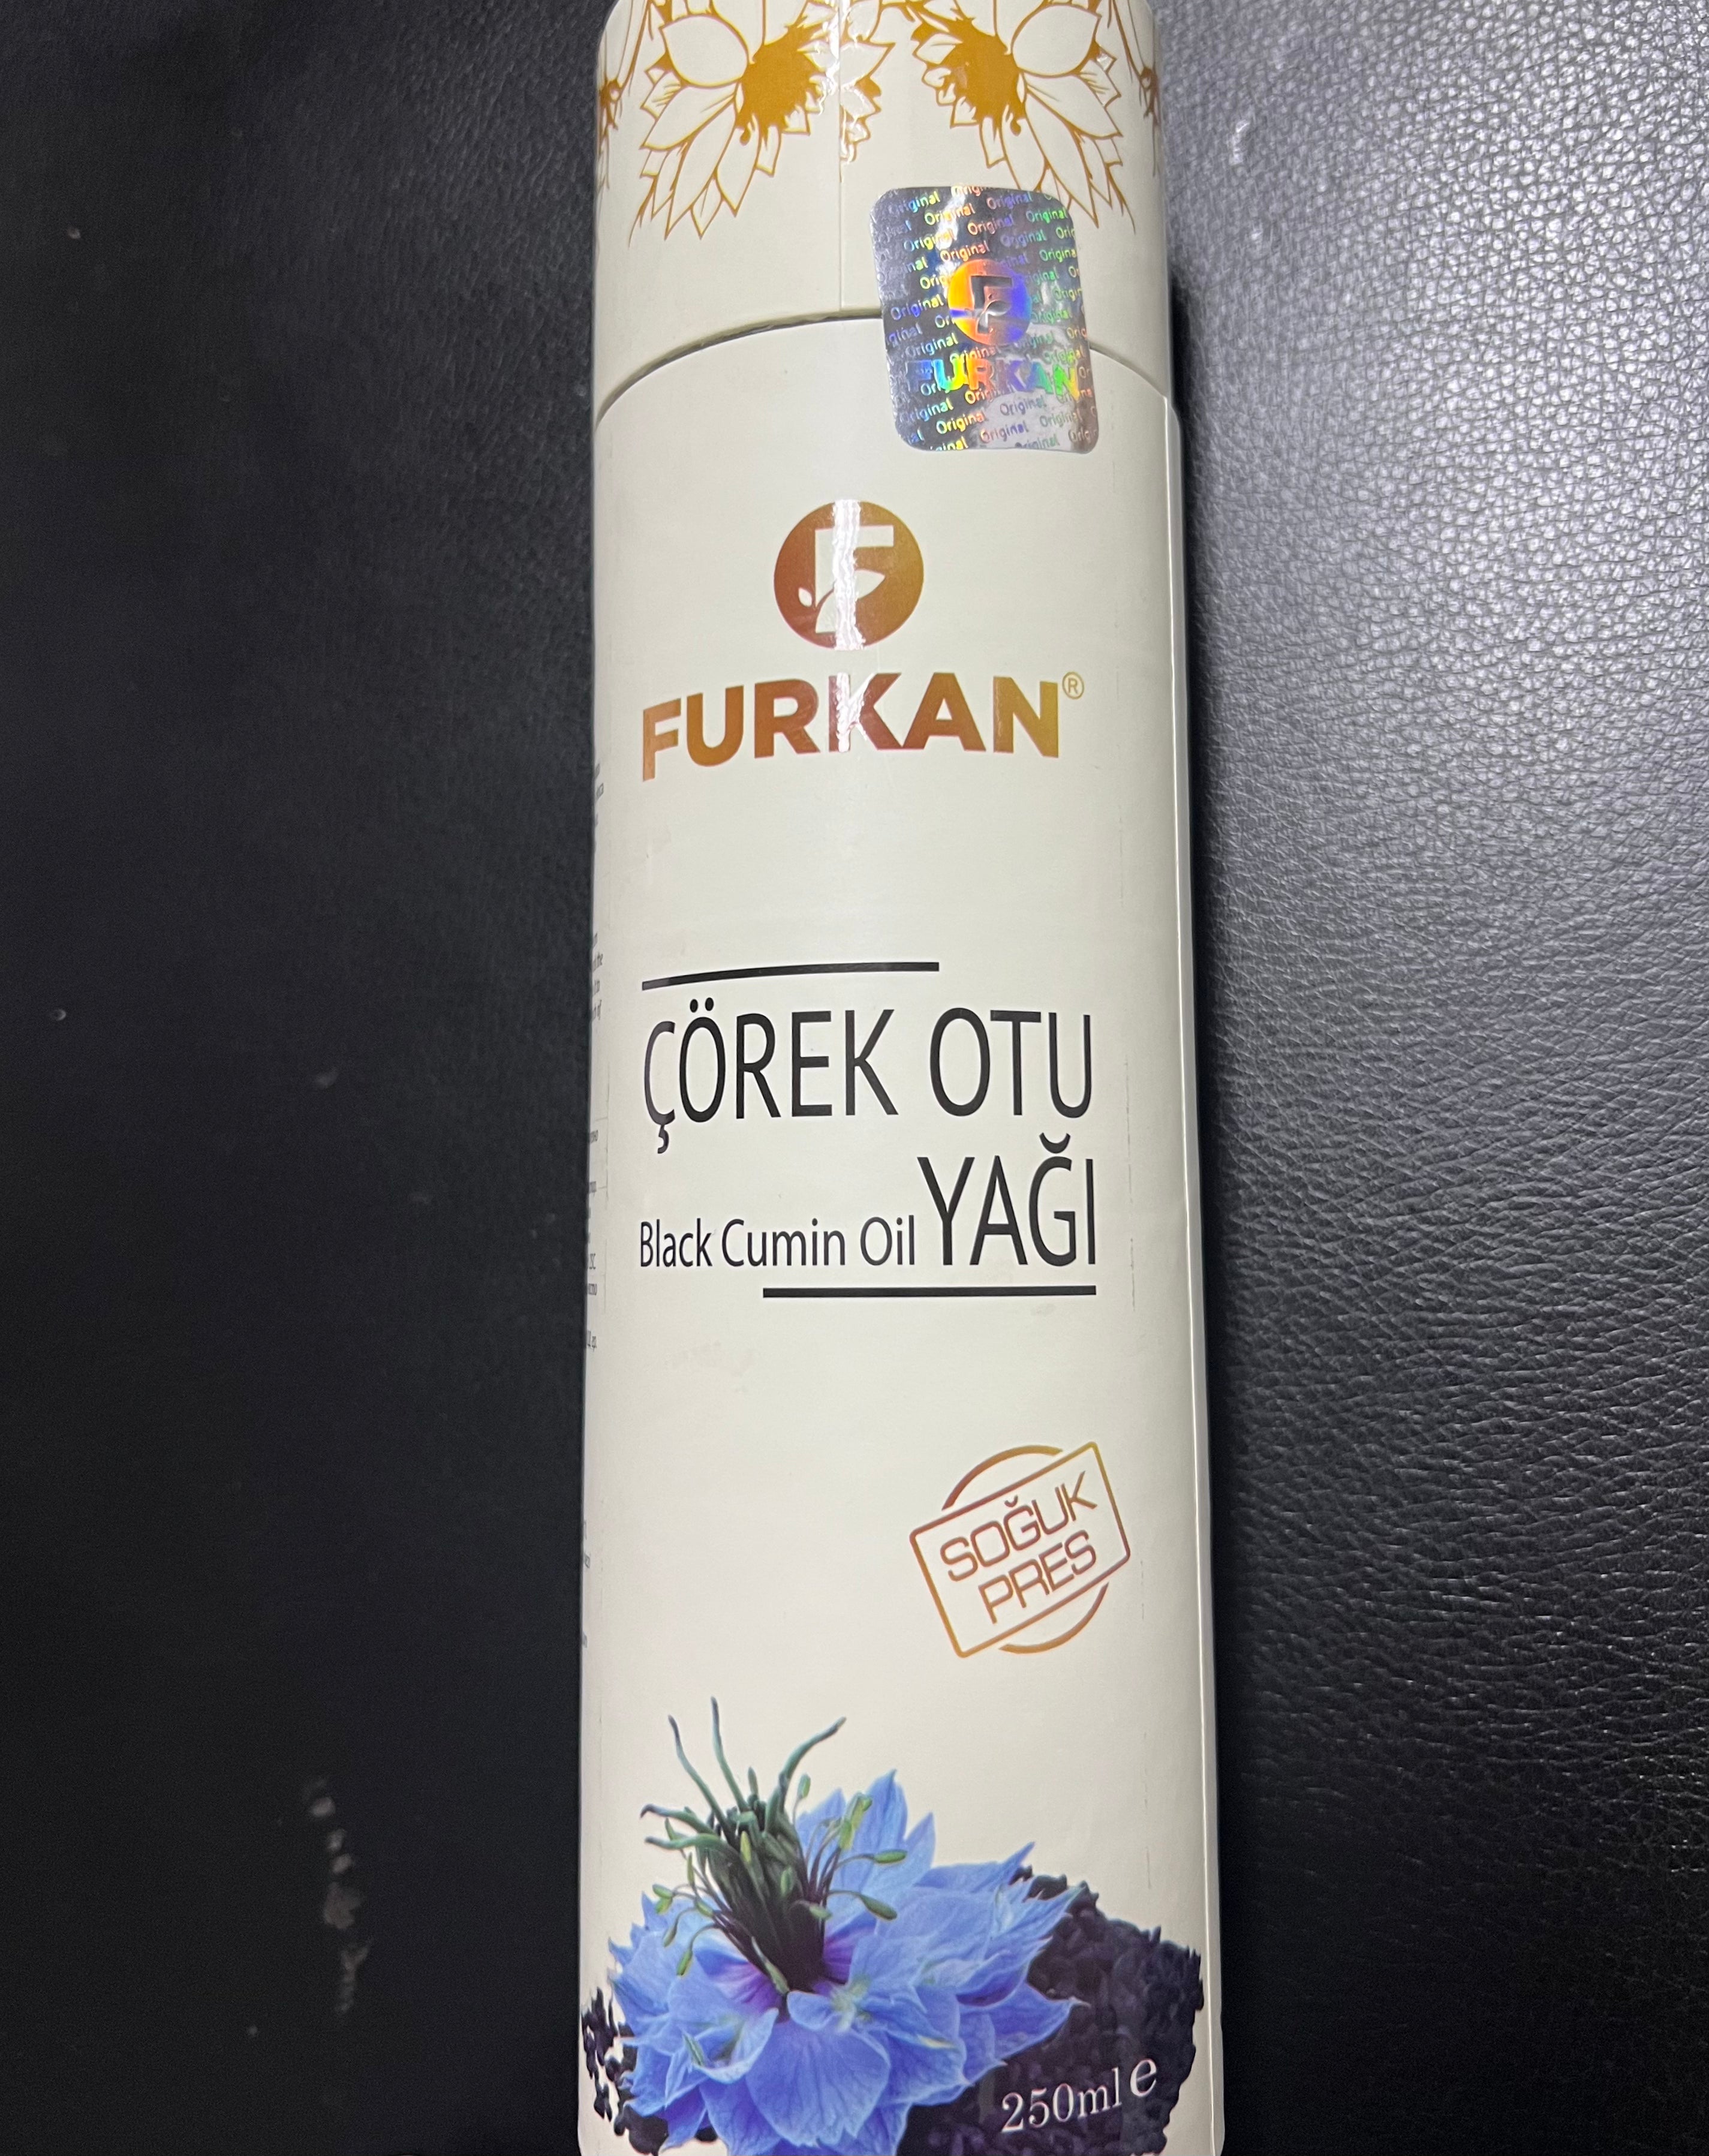 Original
FURKAN
FURKAN®
ÇÖREK OTU
Black Cumin Oil YAĞI
SOĞUK
PRES
250ml e